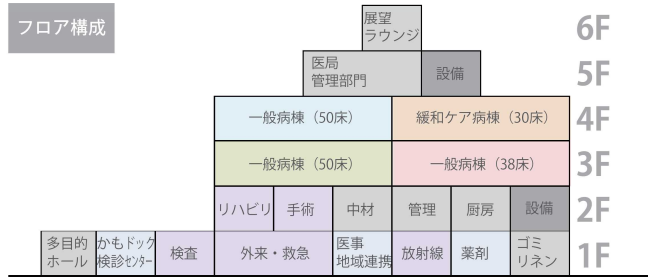 フロア構成
展望
ラウンジ
6F
医局
管理部門
設備
5F
一般病棟（50床）
緩和ケア病棟（30床）
4F
一般病棟（50床）
一般病棟（38床）
3F
リハビリ
手術
中材
管理
厨房
設備
2F
多目的
ホール
かもドック
検診センター
検査
外来・救急
医事
地域連携
放射線
薬剤
ゴミ
リネン
1F